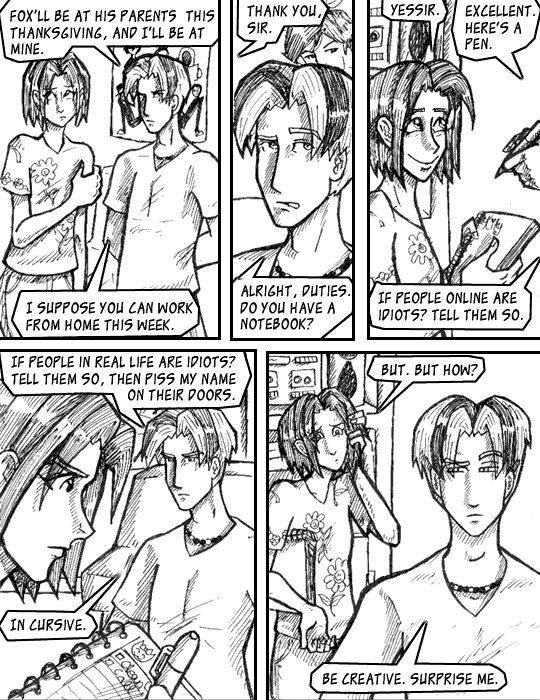 FOX'LL BE AT HIS PARENTS THIS
THANKSGIVING, AND I'LL BE AT
MINE.
I SUPPOSE YOU CAN WORK
FROM HOME THIS WEEK.
THANK YOU,
SIR.
ALRIGHT, DUTIES.
DO YOU HAVE A
NOTEBOOK?
YESSIR.
EXCELLENT.
HERE'S A
PEN.
IF PEOPLE ONLINE ARE
IDIOTS? TELL THEM SO.
IF PEOPLE IN REAL LIFE ARE IDIOTS?
TELL THEM SO, THEN PISS MY NAME
ON THEIR DOORS.
IN CURSIVE.
BUT. BUT HOW?
BE CREATIVE. SURPRISE ME.